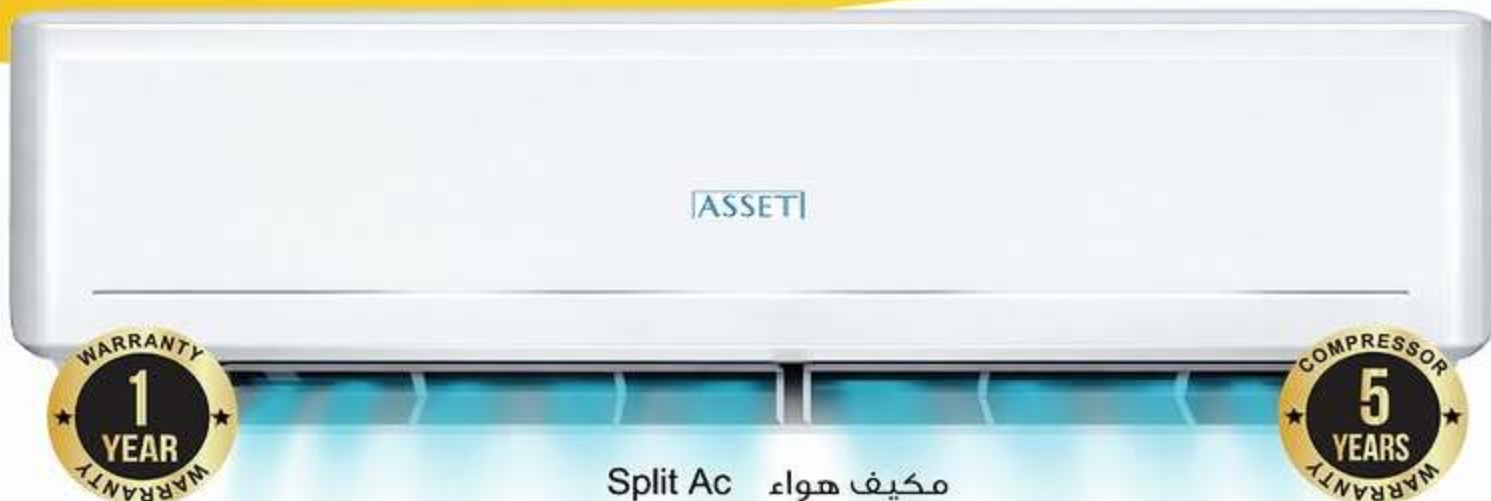 ASSET
WARRANTY
1
YEAR
WARRANTY
COMPRESSOR
5
YEARS
WARRANTY
Split Ac مكيف هواء